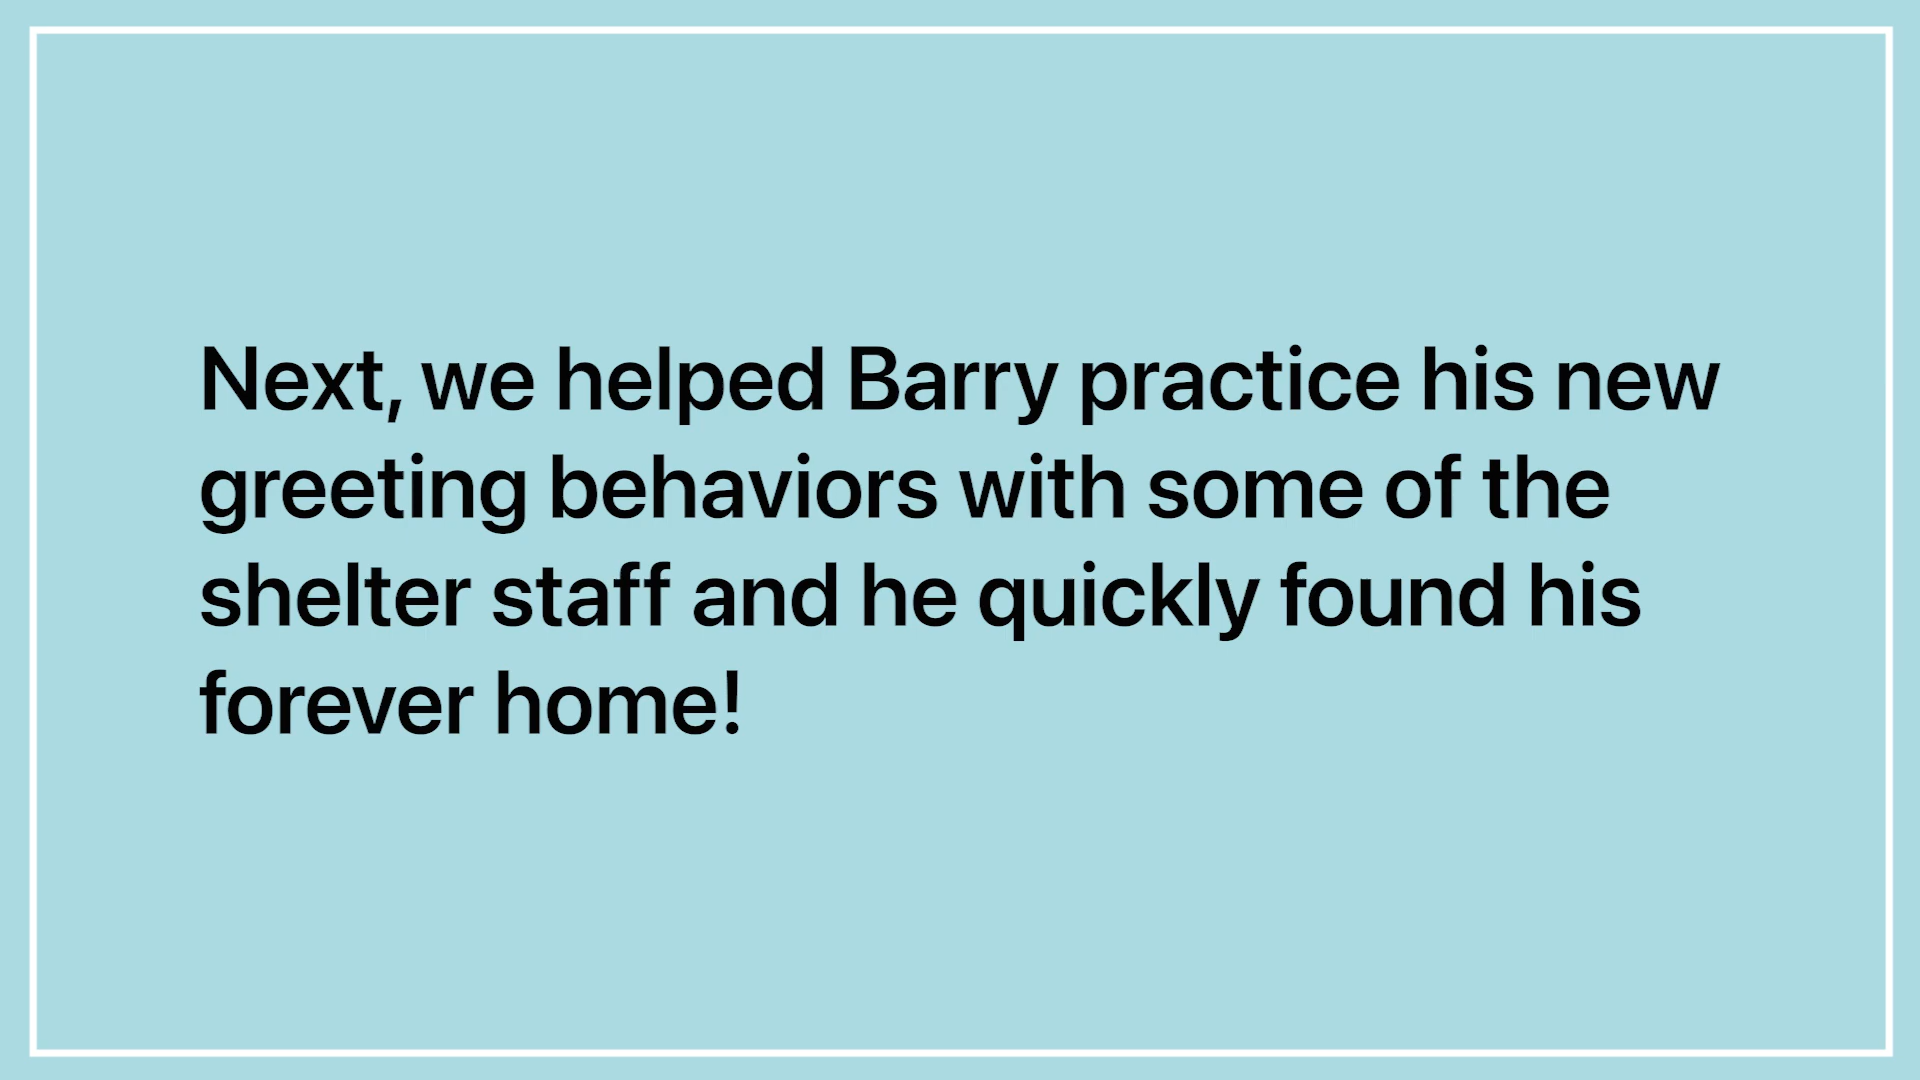 Next, we helped Barry practice his new
greeting behaviors with some of the
shelter staff and he quickly found his
forever home!